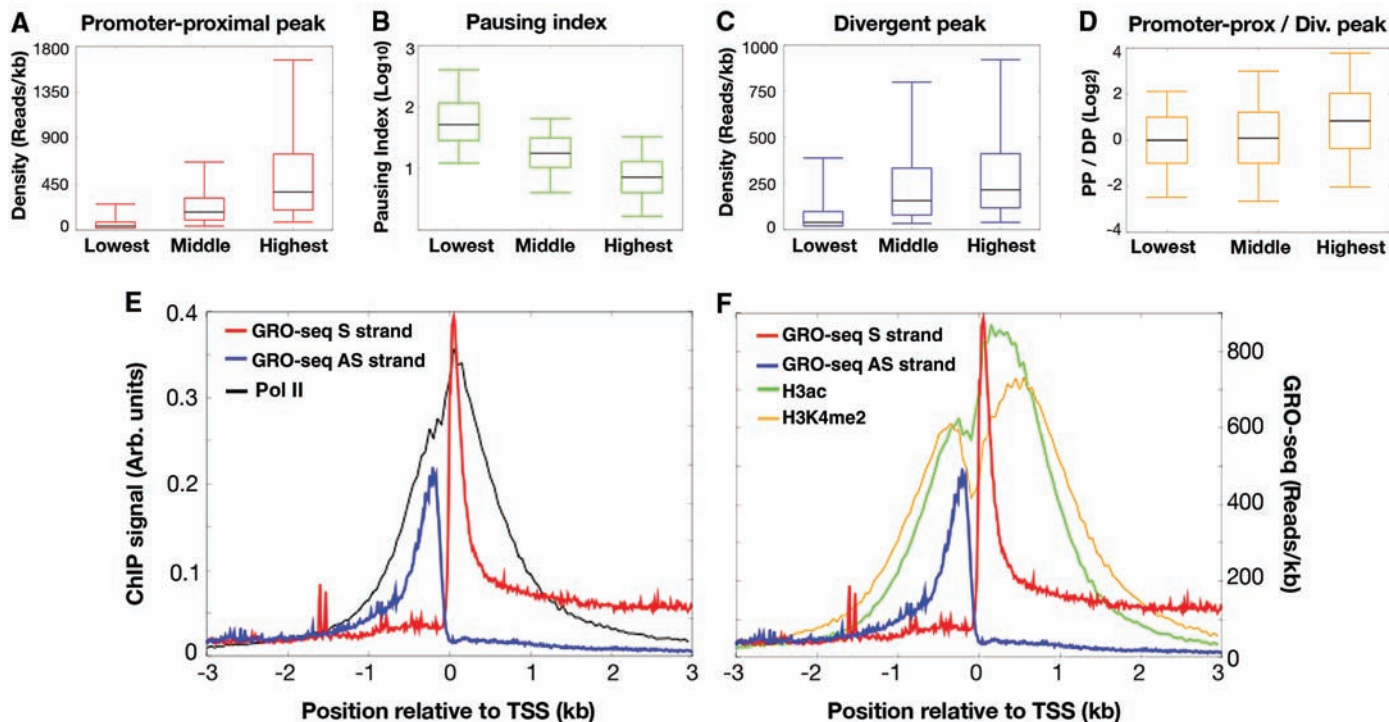 A Promoter-proximal peak
Density (Reads/kb)
1800
1350
900
450
0
Lowest Middle Highest
B Pausing index
Pausing Index (Log10)
3
2
1
Lowest Middle Highest
C Divergent peak
Density (Reads/kb)
1000
750
500
250
0
Lowest Middle Highest
D Promoter-prox / Div. peak
PP / DP (Log2)
4
2
0
-2
-4
Lowest Middle Highest
E
ChIP signal (Arb. units)
0.4
0.3
0.3
0.2
0.1
0
GRO-seq S strand
GRO-seq AS strand
Pol II
-3 -2 -1 0 1 2 3
Position relative to TSS (kb)
F
GRO-seq S strand
GRO-seq AS strand
H3ac
H3K4me2
800
600
400
200
0
GRO-seq (Reads/kb)
-3 -2 -1 0 1 2 3
Position relative to TSS (kb)